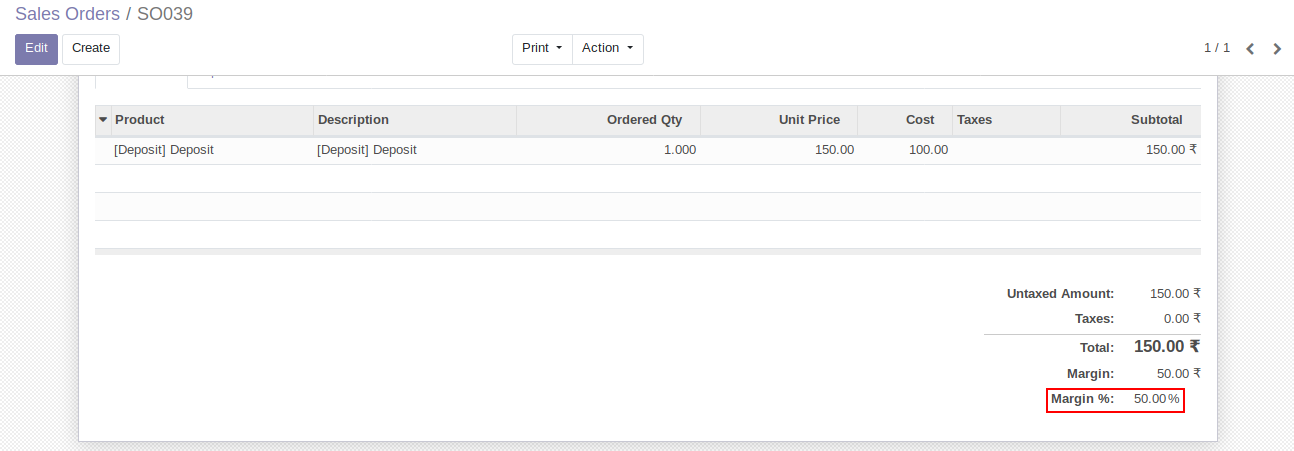 Sales Orders / SO039
Edit Create Print Action 1 / 1
Product Description Ordered Qty Unit Price Cost Taxes Subtotal
[Deposit] Deposit [Deposit] Deposit 1.000 150.00 100.00 150.00 ₹
Untaxed Amount: 150.00 ₹
Taxes: 0.00 ₹
Total: 150.00 ₹
Margin: 50.00 ₹
Margin %: 50.00%